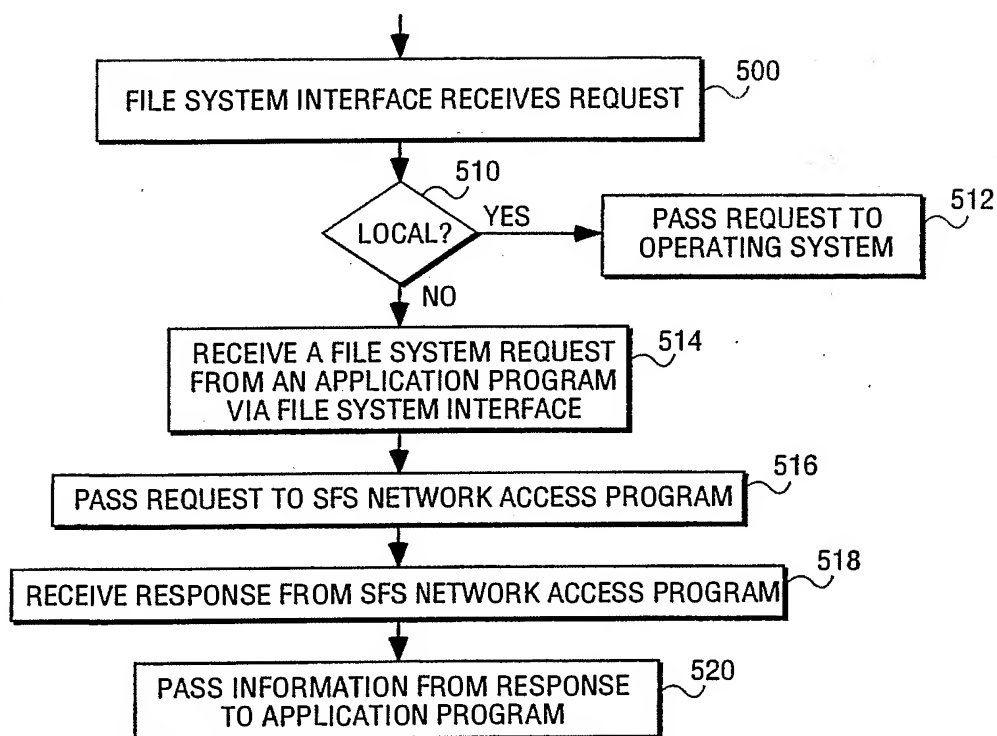 FILE SYSTEM INTERFACE RECEIVES REQUEST
500
510
LOCAL?
YES
PASS REQUEST TO
OPERATING SYSTEM
512
NO
RECEIVE A FILE SYSTEM REQUEST
FROM AN APPLICATION PROGRAM
VIA FILE SYSTEM INTERFACE
514
PASS REQUEST TO SFS NETWORK ACCESS PROGRAM
516
RECEIVE RESPONSE FROM SFS NETWORK ACCESS PROGRAM
518
PASS INFORMATION FROM RESPONSE
TO APPLICATION PROGRAM
520